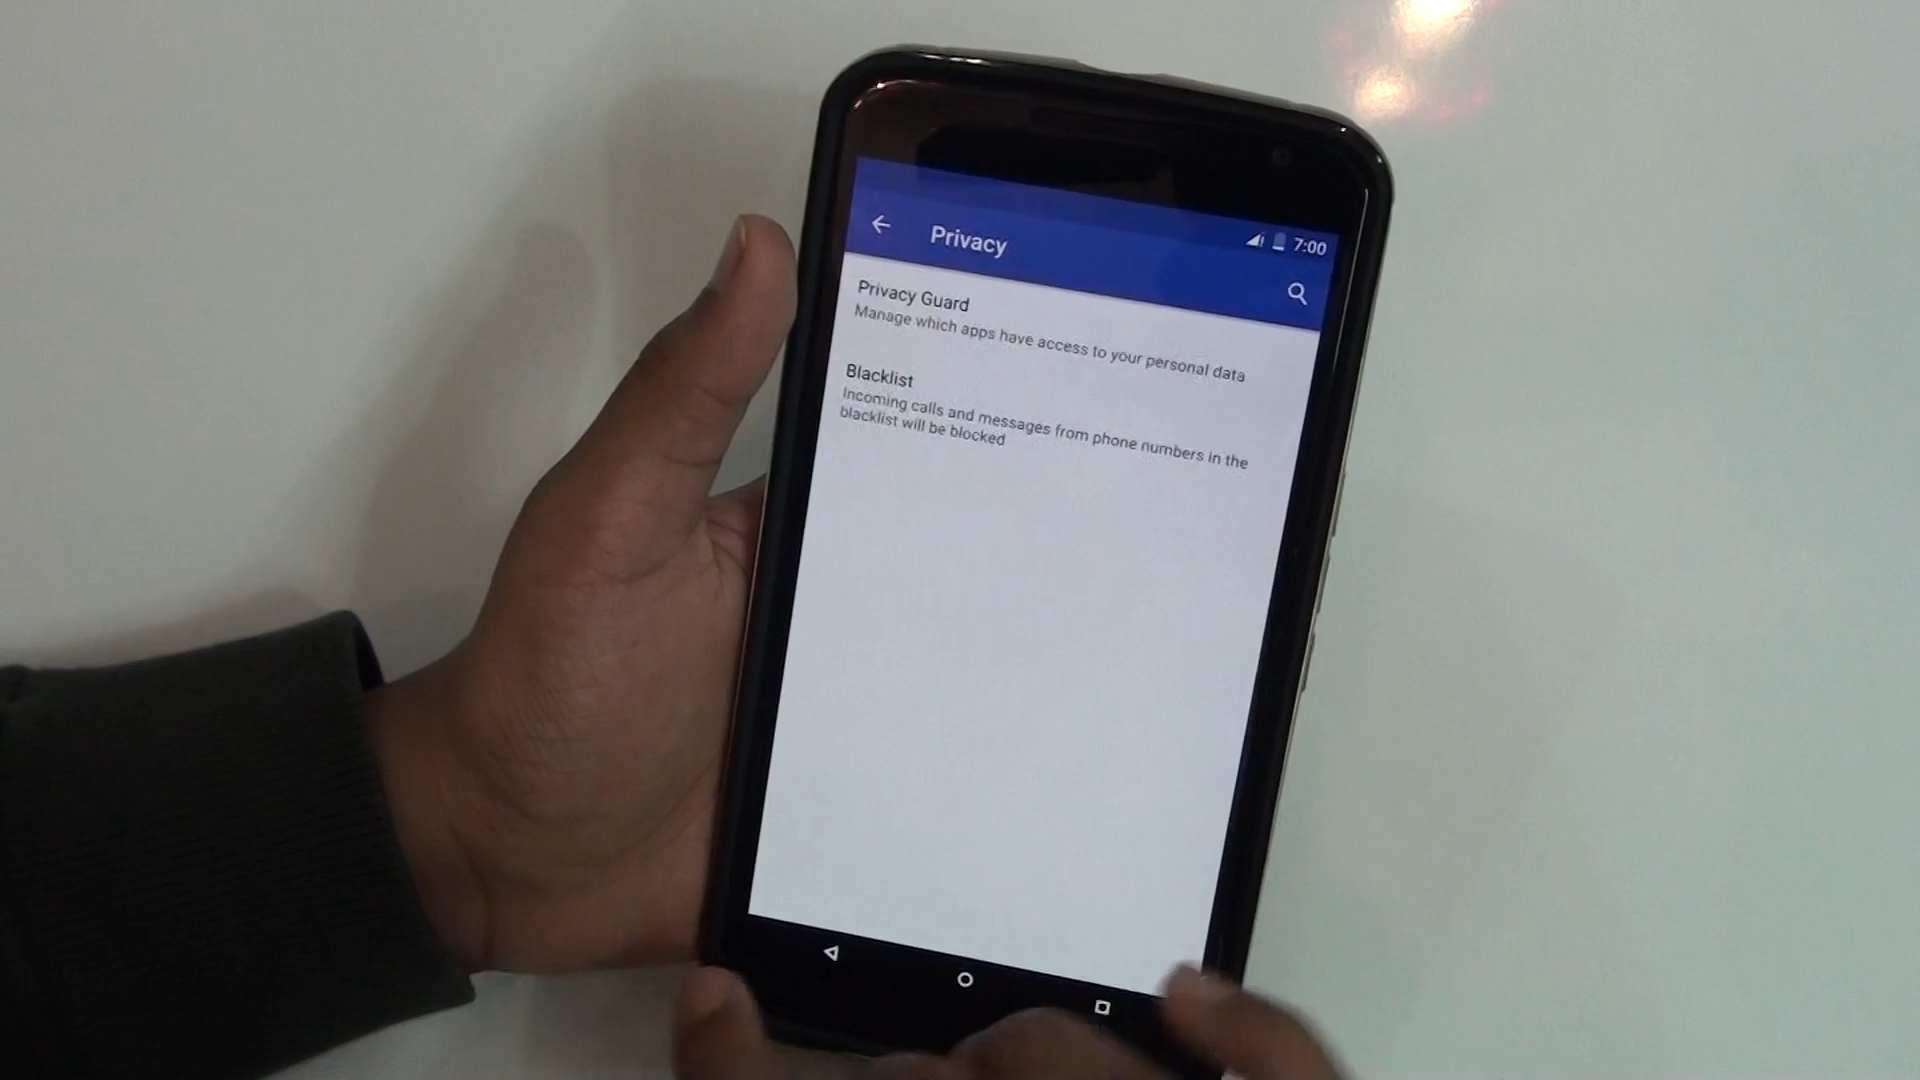 7:00
Privacy
Privacy Guard
Manage which apps have access to your personal data
Blacklist
Incoming calls and messages from phone numbers in the
blacklist will be blocked